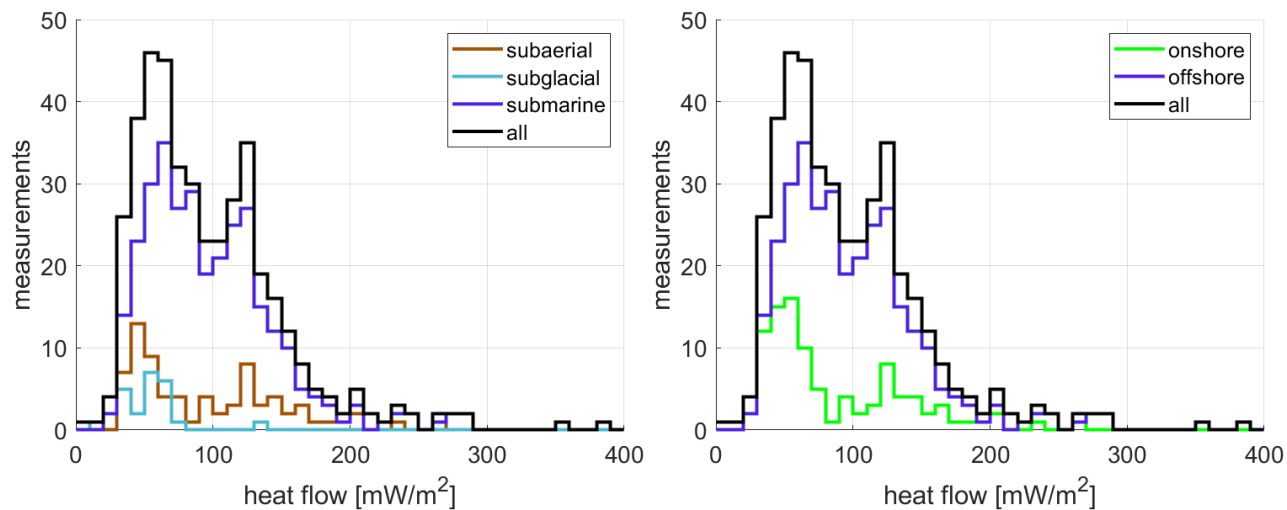 50
40
30
20
10
0
measurements
subaerial
subglacial
submarine
all
0 100 200 300 400
heat flow [mW/m²]
50
40
30
20
10
0
measurements
onshore
offshore
all
0 100 200 300 400
heat flow [mW/m²]